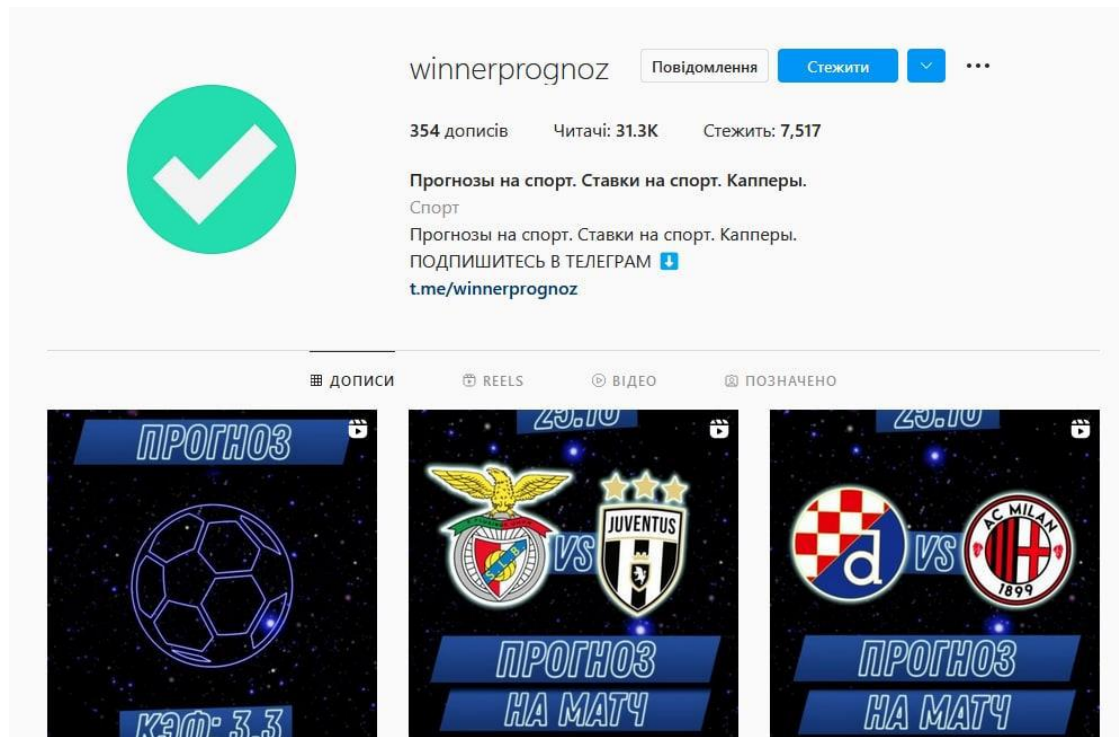 winnerprognoz Повідомлення Стежити
354 дописів Читачі: 31.3K Стежить: 7,517
Прогнозы на спорт. Ставки на спорт. Капперы.
Спорт
Прогнозы на спорт. Ставки на спорт. Капперы.
ПОДПИШИТЕСЬ В ТЕЛЕГРАМ
t.me/winnerprognoz
ДОПИСИ REELS ВІДЕО ПОЗНАЧЕНО
ПРОГНОЗ
КЭФ: 3.3
25.10
JUVENTUS
VS
ПРОГНОЗ
НА МАТЧ
25.10
AC MILAN
VS
1899
ПРОГНОЗ
НА МАТЧ